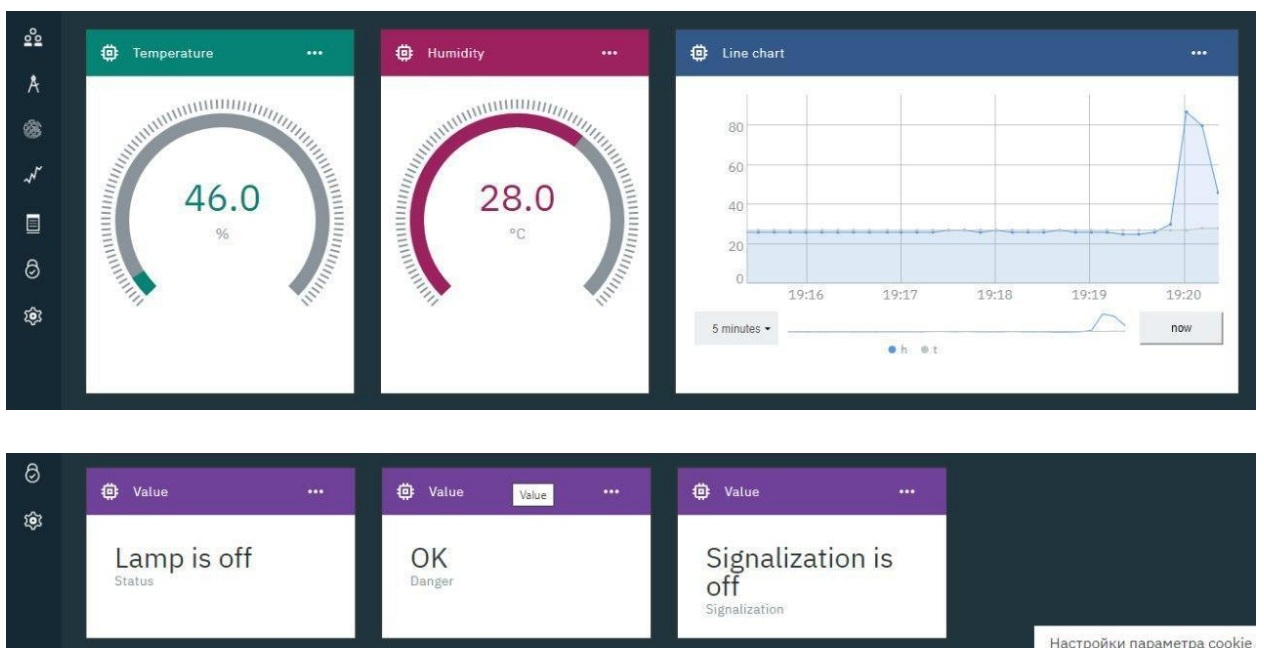 Temperature ...
Humidity ...
Line chart ...
46.0
%
28.0
°C
80
60
40
20
0
19:16 19:17 19:18 19:19 19:20
5 minutes
now
h t
Value ...
Value Value ...
Value ...
Lamp is off
Status
OK
Danger
Signalization is
off
Signalization
Настройки параметра cookie